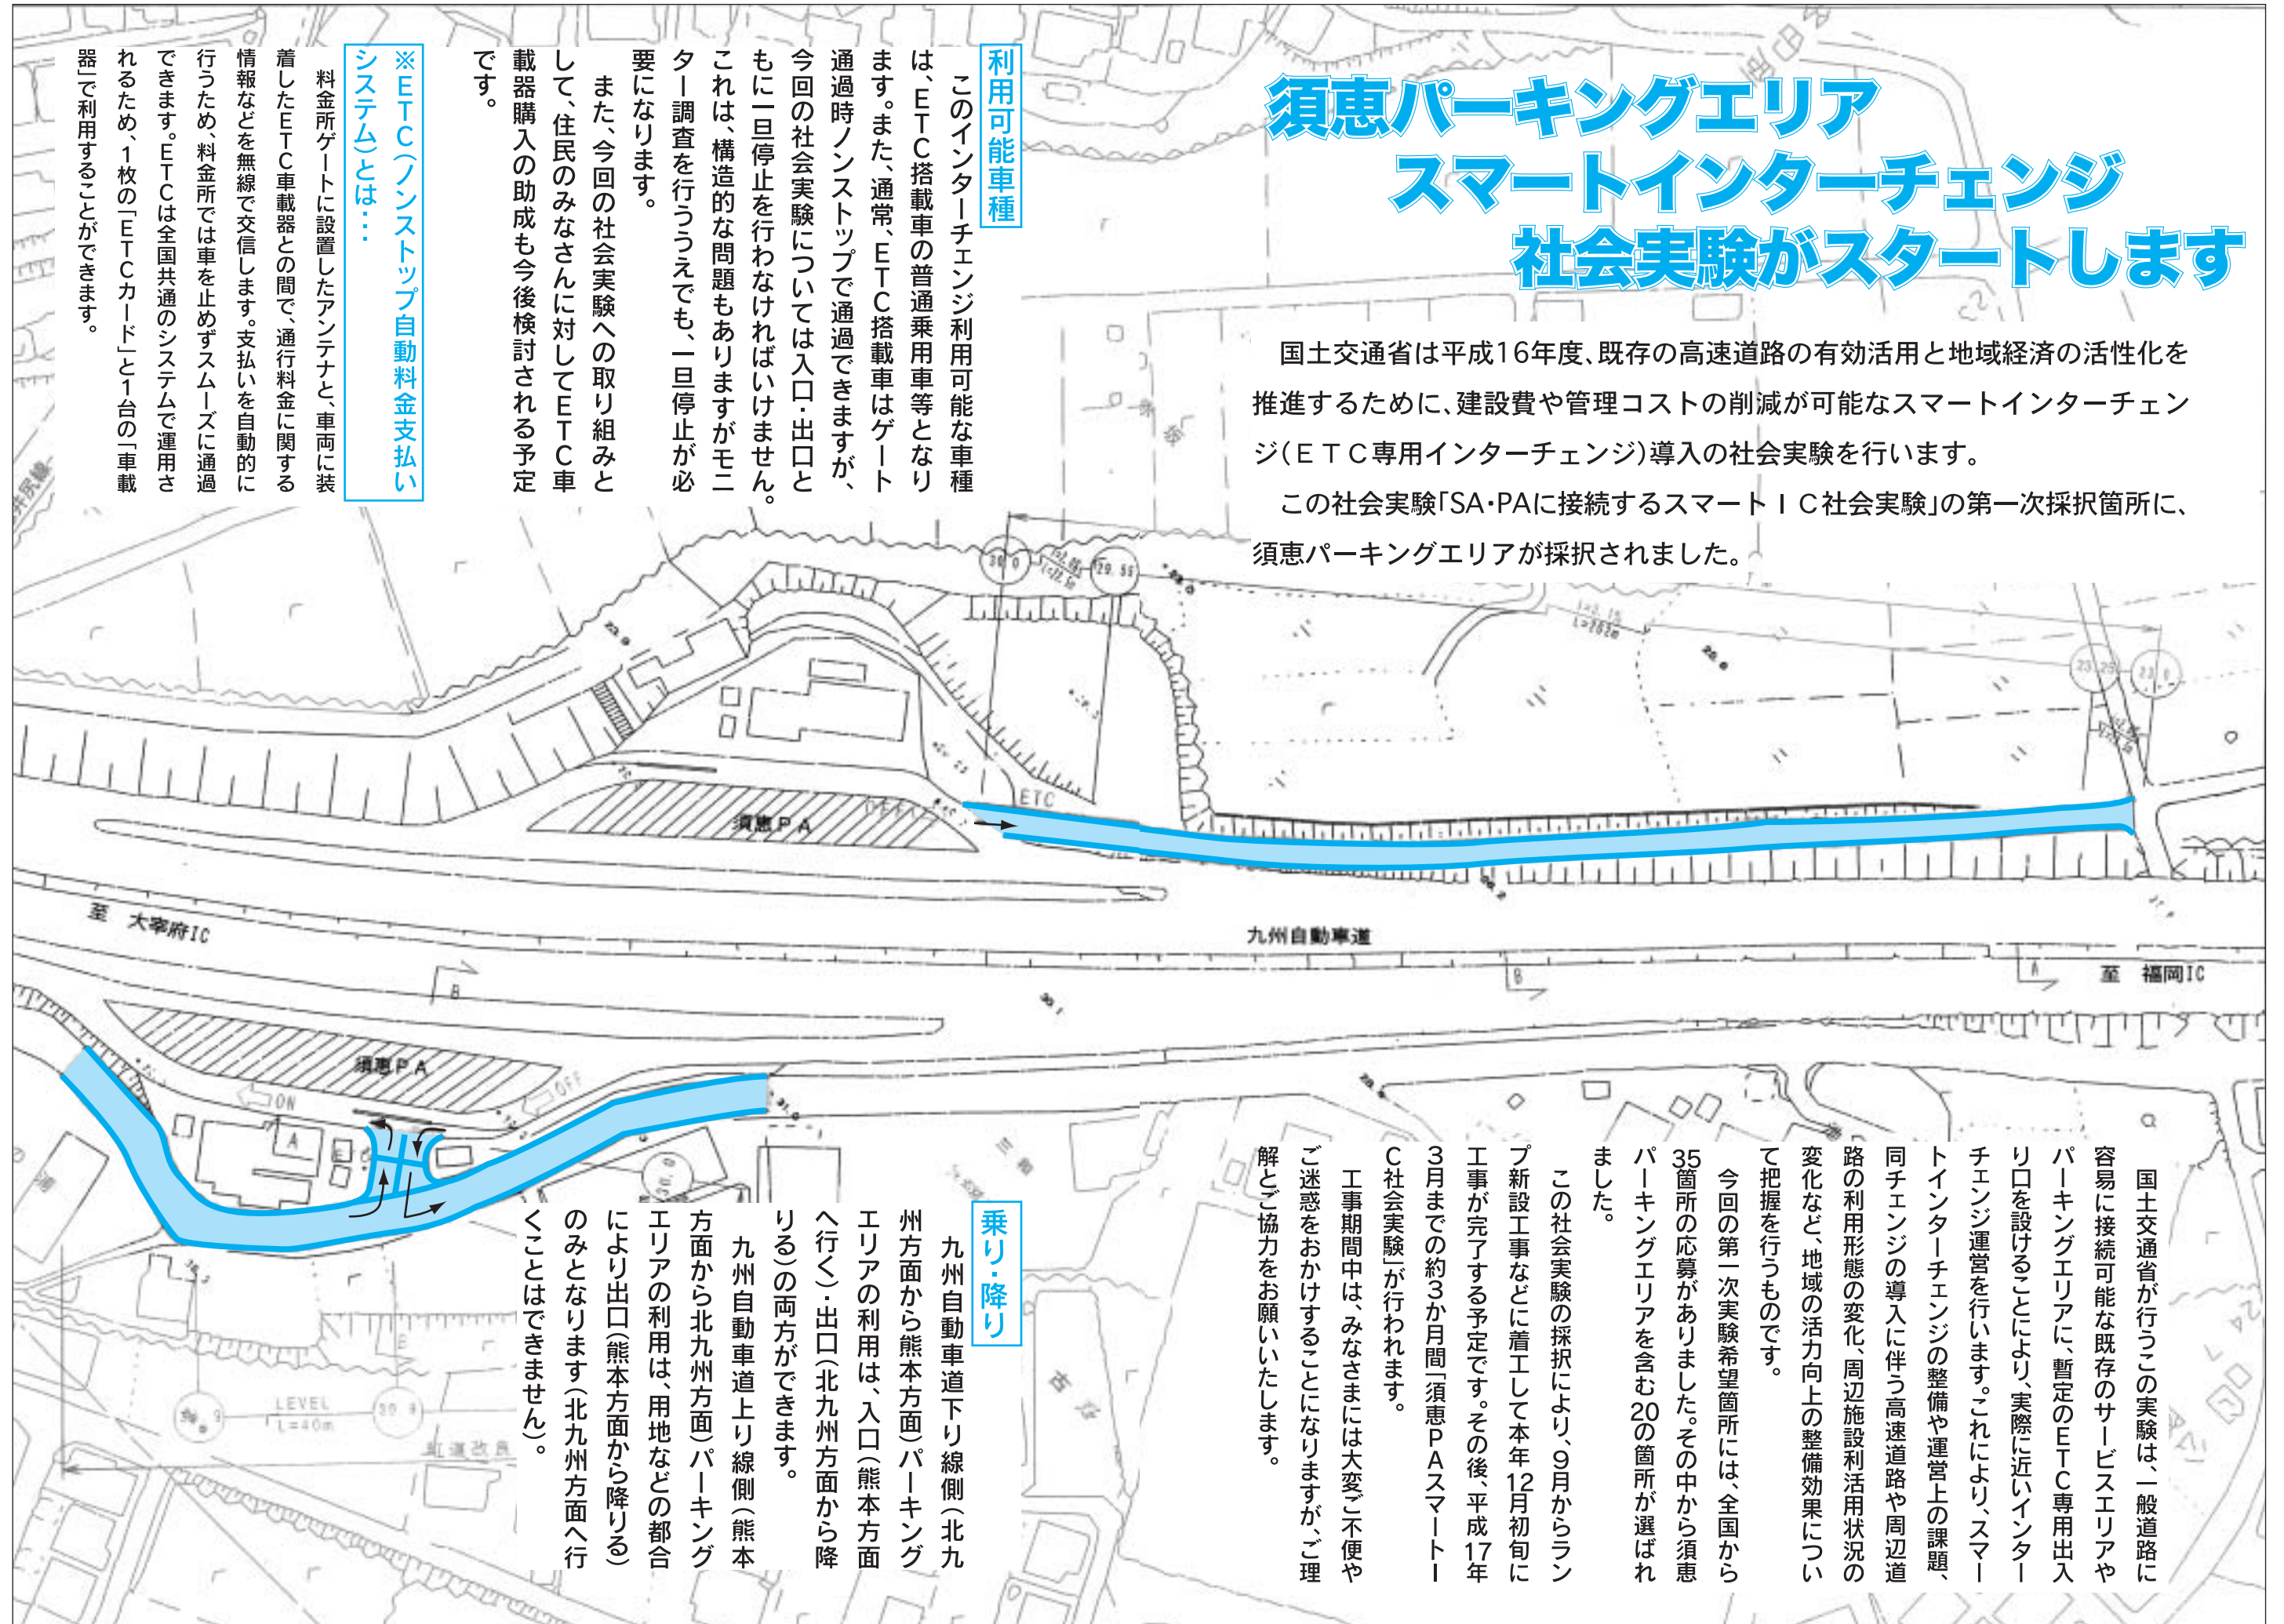 須恵パーキングエリア
スマートインターチェンジ
社会実験がスタートします
　国土交通省は平成16年度、既存の高速道路の有効活用と地域経済の活性化を
推進するために、建設費や管理コストの削減が可能なスマートインターチェン
ジ(ＥＴＣ専用インターチェンジ)導入の社会実験を行います。
　この社会実験「SA・PAに接続するスマートＩＣ社会実験」の第一次採択箇所に、
須恵パーキングエリアが採択されました。
　国土交通省が行うこの実験は、一般道路に
容易に接続可能な既存のサービスエリアや
パーキングエリアに、暫定のETC専用出入
り口を設けることにより、実際に近いインター
チェンジ運営を行います。これにより、スマー
トインターチェンジの整備や運営上の課題、
同チェンジの導入に伴う高速道路や周辺道
路の利用形態の変化、周辺施設利活用状況の
変化など、地域の活力向上の整備効果につい
て把握を行うものです。
　今回の第一次実験希望箇所には、全国から
35箇所の応募がありました。その中から須恵
パーキングエリアを含む20の箇所が選ばれ
ました。
　この社会実験の採択により、９月からラン
プ新設工事などに着工して本年12月初旬に
工事が完了する予定です。その後、平成17年
３月までの約３か月間「須恵ＰＡスマートＩ
Ｃ社会実験」が行われます。
　工事期間中は、みなさまには大変ご不便や
ご迷惑をおかけすることになりますが、ご理
解とご協力をお願いいたします。
利用可能車種
　このインターチェンジ利用可能な車種
は、ETC搭載車の普通乗用車等となり
ます。また、通常、ETC搭載車はゲート
通過時ノンストップで通過できますが、
今回の社会実験については入口・出口と
もに一旦停止を行わなければいけません。
これは、構造的な問題もありますがモニ
ター調査を行ううえでも、一旦停止が必
要になります。
　また、今回の社会実験への取り組みと
して、住民のみなさんに対してETC車
載器購入の助成も今後検討される予定
です。
※ETC(ノンストップ自動料金支払い
システム)とは…
　料金所ゲートに設置したアンテナと、車両に装
着したETC車載器との間で、通行料金に関する
情報などを無線で交信します。支払いを自動的に
行うため、料金所では車を止めずスムーズに通過
できます。ETCは全国共通のシステムで運用さ
れるため、1枚の「ETCカード」と1台の「車載
器」で利用することができます。
乗り・降り
　九州自動車道下り線側（北九
州方面から熊本方面）パーキング
エリアの利用は、入口（熊本方面
へ行く）・出口（北九州方面から降
りる）の両方ができます。
　九州自動車道上り線側（熊本
方面から北九州方面）パーキング
エリアの利用は、用地などの都合
により出口（熊本方面から降りる）
のみとなります（北九州方面へ行
くことはできません）。
須恵ＰＡ
ETC
至　大宰府IC
九州自動車道
至　福岡IC
須恵ＰＡ
ON
OFF
A
B
B
A
LEVEL
L=40m
30.0
29.55
23.25
23.0
L=262m
30.1